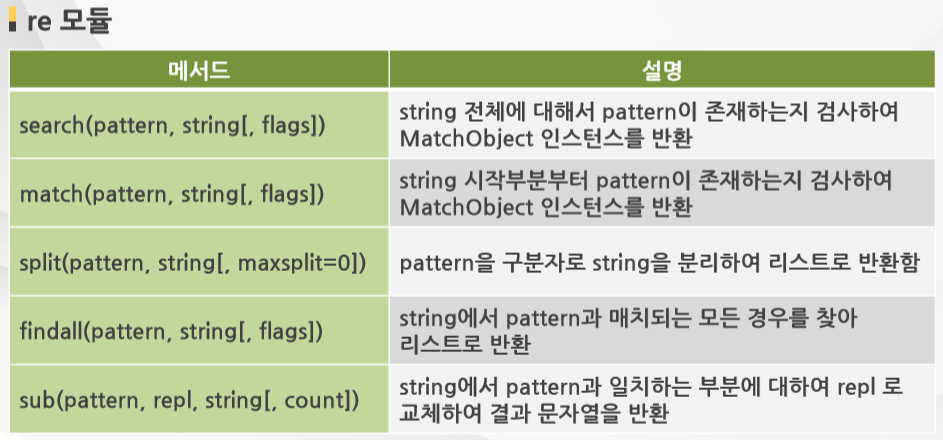 re 모듈
메서드
설명
search(pattern, string[, flags])
string 전체에 대해서 pattern이 존재하는지 검사하여
MatchObject 인스턴스를 반환
match(pattern, string[, flags])
string 시작부분부터 pattern이 존재하는지 검사하여
MatchObject 인스턴스를 반환
split(pattern, string[, maxsplit=0])
pattern을 구분자로 string을 분리하여 리스트로 반환함
findall(pattern, string[, flags])
string에서 pattern과 매치되는 모든 경우를 찾아
리스트로 반환
sub(pattern, repl, string[, count])
string에서 pattern과 일치하는 부분에 대하여 repl 로
교체하여 결과 문자열을 반환